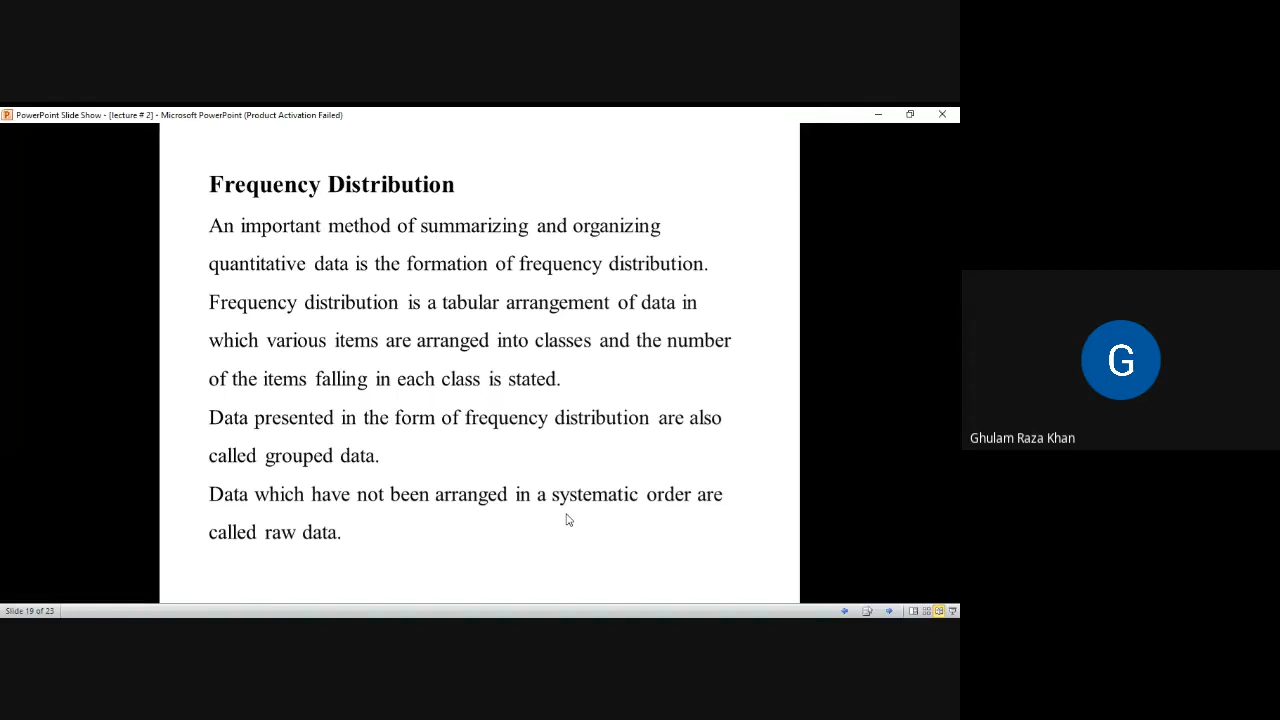 PowerPoint Slide Show - [lecture # 2] - Microsoft PowerPoint (Product Activation Failed)
Frequency Distribution
An important method of summarizing and organizing
quantitative data is the formation of frequency distribution.
Frequency distribution is a tabular arrangement of data in
which various items are arranged into classes and the number
of the items falling in each class is stated.
Data presented in the form of frequency distribution are also
called grouped data.
Data which have not been arranged in a systematic order are
called raw data.
Slide 19 of 23
G
Ghulam Raza Khan